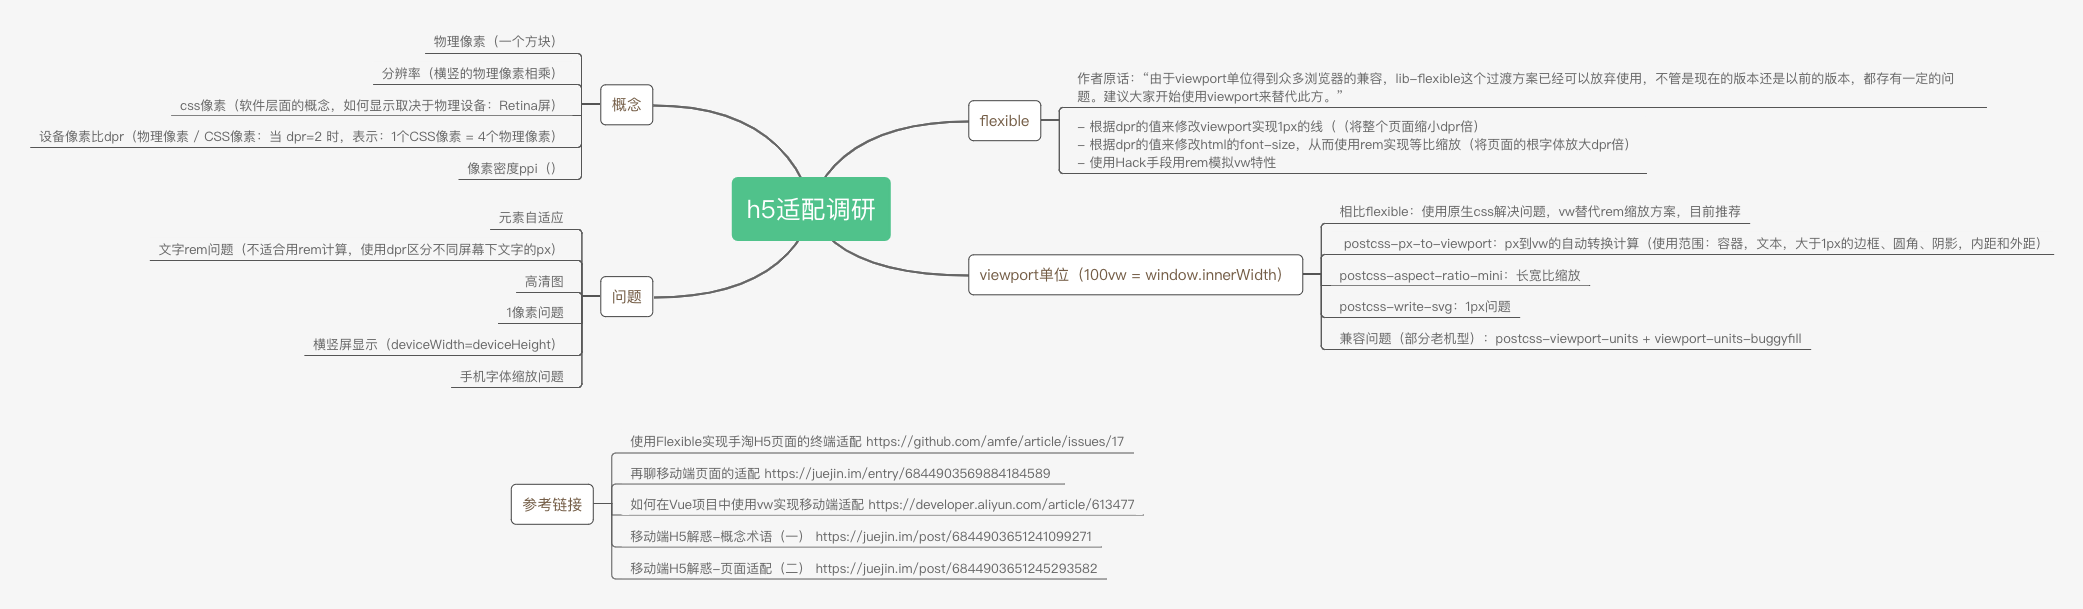 h5适配调研
概念
物理像素（一个方块）
分辨率（横竖的物理像素相乘）
css像素（软件层面的概念，如何显示取决于物理设备：Retina屏）
设备像素比dpr（物理像素 / CSS像素：当 dpr=2 时，表示：1个CSS像素 = 4个物理像素）
像素密度ppi（）
问题
元素自适应
文字rem问题（不适合用rem计算，使用dpr区分不同屏幕下文字的px）
高清图
1像素问题
横竖屏显示（deviceWidth=deviceHeight）
手机字体缩放问题
flexible
作者原话：“由于viewport单位得到众多浏览器的兼容，lib-flexible这个过渡方案已经可以放弃使用，不管是现在的版本还是以前的版本，都存有一定的问
题。建议大家开始使用viewport来替代此方。”
- 根据dpr的值来修改viewport实现1px的线（（将整个页面缩小dpr倍）
- 根据dpr的值来修改html的font-size，从而使用rem实现等比缩放（将页面的根字体放大dpr倍）
- 使用Hack手段用rem模拟vw特性
viewport单位（100vw = window.innerWidth）
相比flexible：使用原生css解决问题，vw替代rem缩放方案，目前推荐
postcss-px-to-viewport：px到vw的自动转换计算（使用范围：容器，文本，大于1px的边框、圆角、阴影，内距和外距）
postcss-aspect-ratio-mini：长宽比缩放
postcss-write-svg：1px问题
兼容问题（部分老机型）：postcss-viewport-units + viewport-units-buggyfill
参考链接
使用Flexible实现手淘H5页面的终端适配 https://github.com/amfe/article/issues/17
再聊移动端页面的适配 https://juejin.im/entry/6844903569884184589
如何在Vue项目中使用vw实现移动端适配 https://developer.aliyun.com/article/613477
移动端H5解惑-概念术语（一） https://juejin.im/post/6844903651241099271
移动端H5解惑-页面适配（二） https://juejin.im/post/6844903651245293582